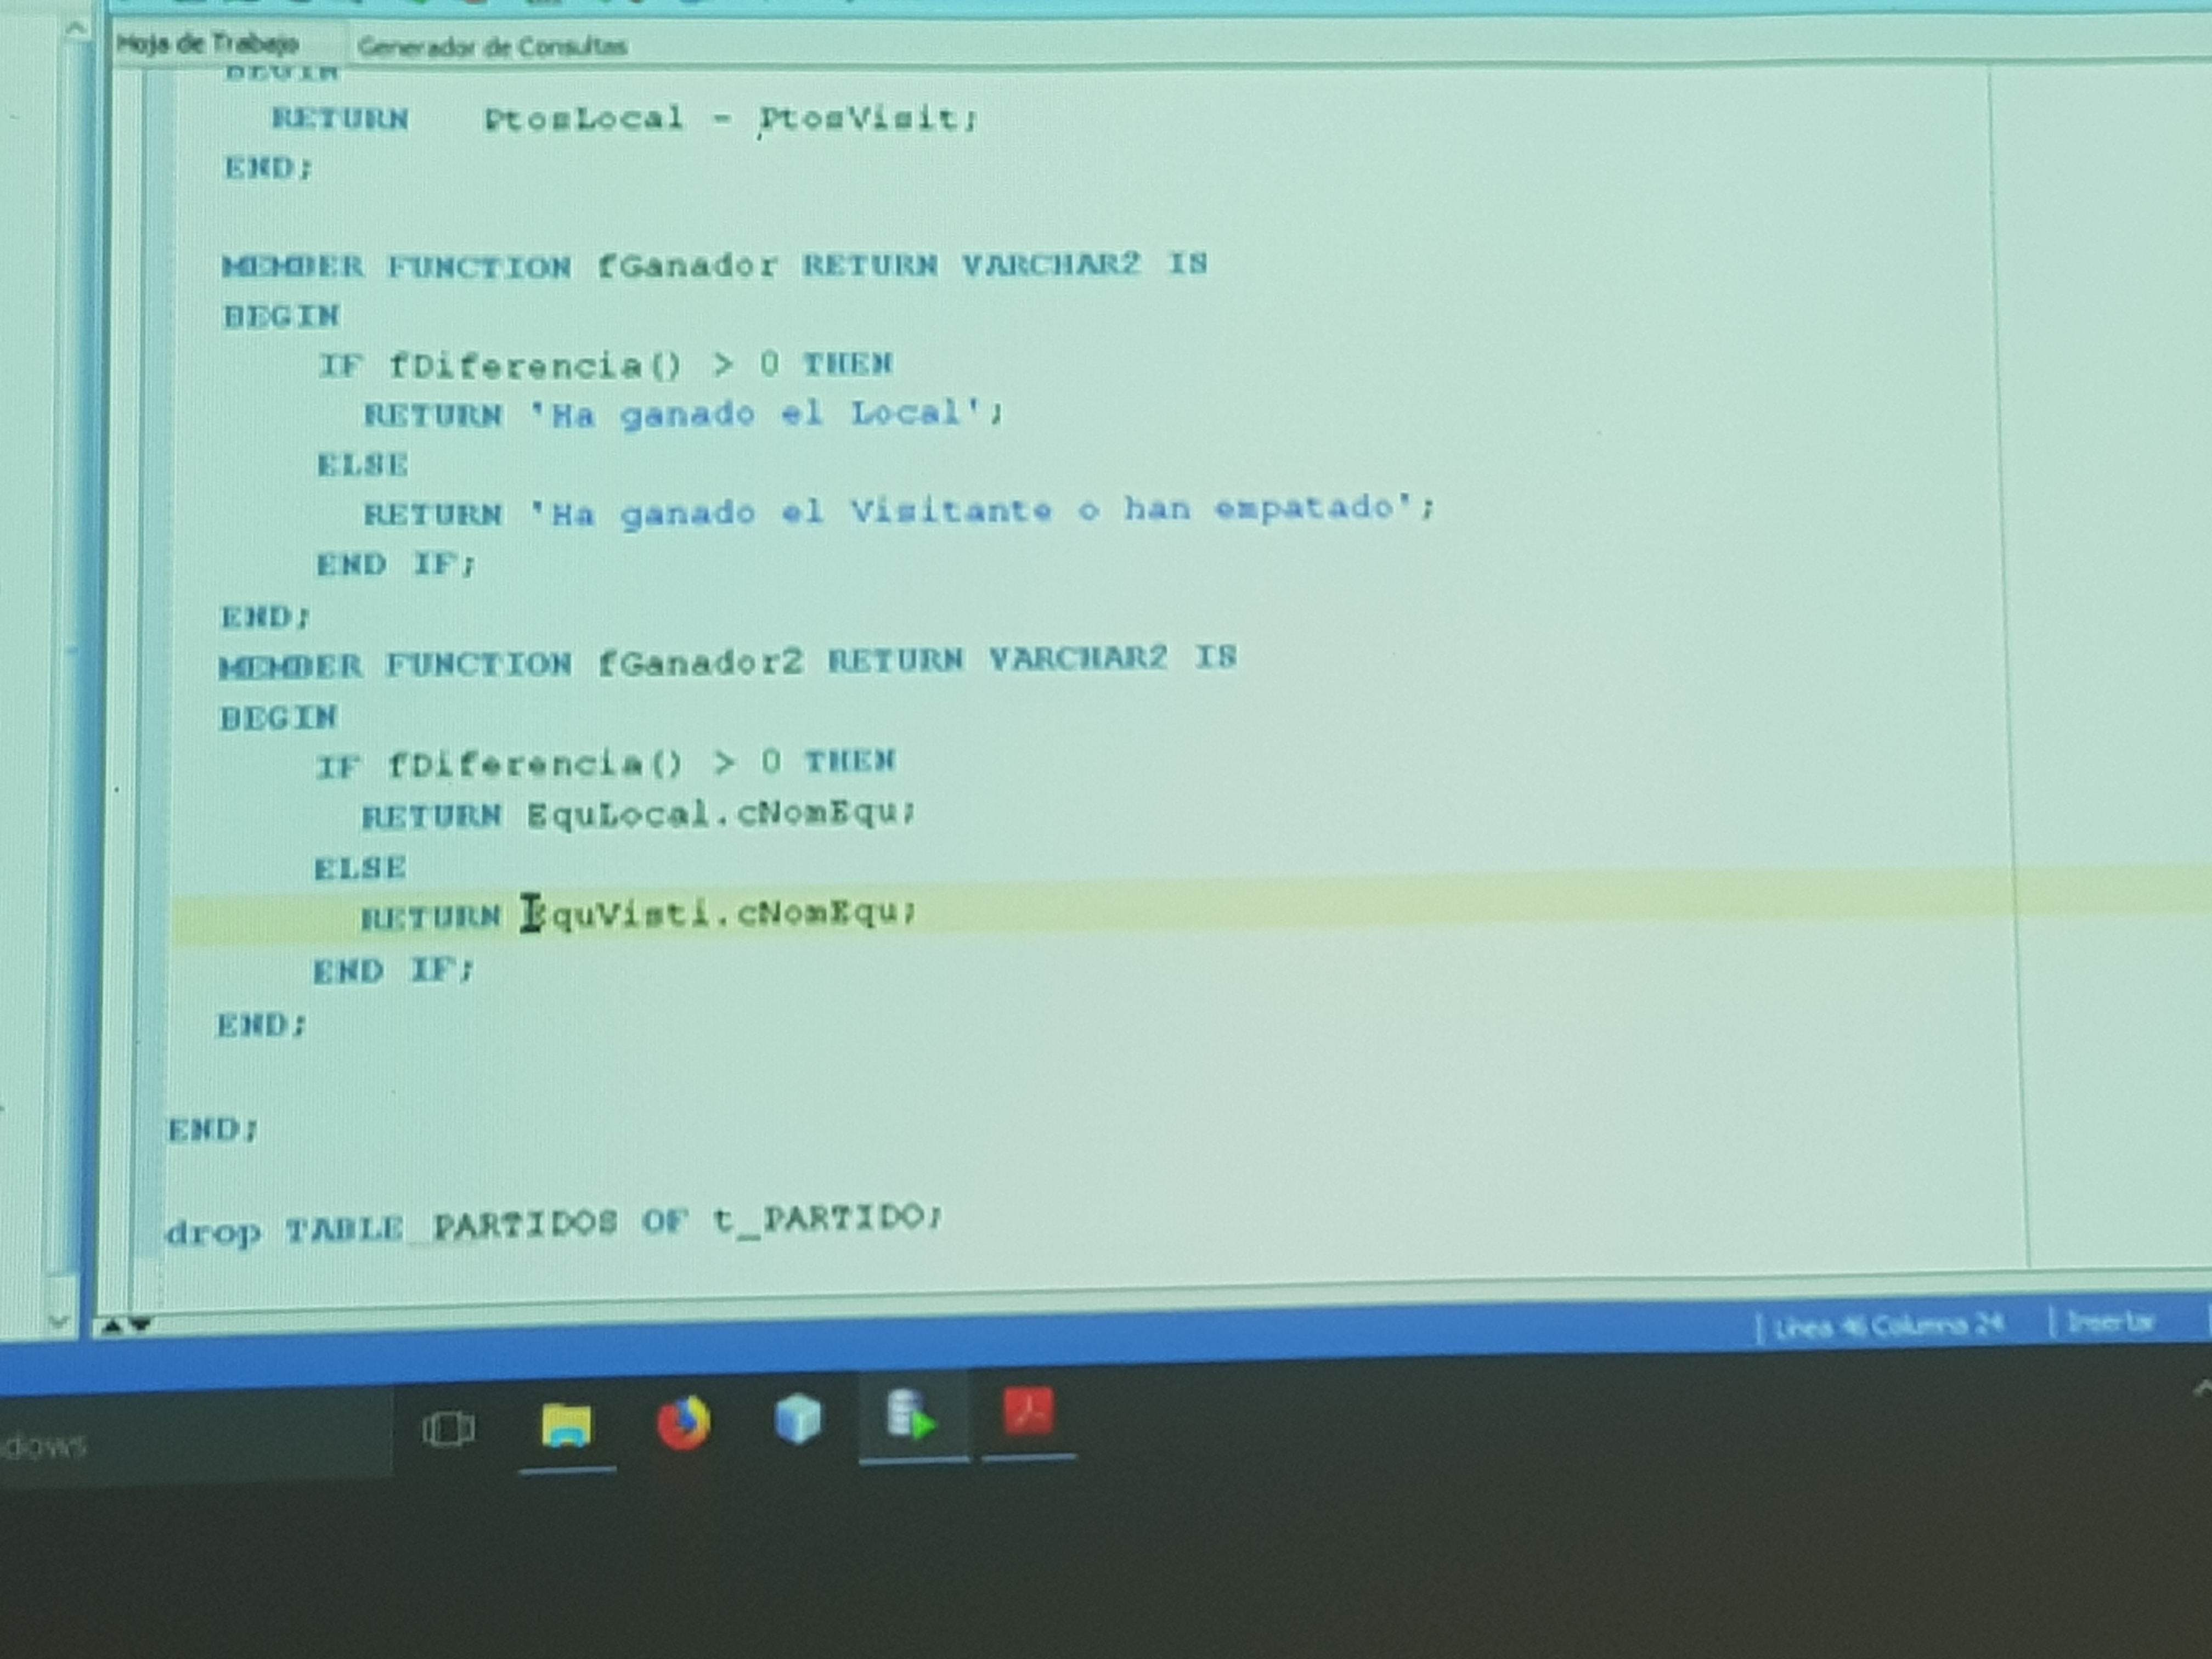 Hoja de Trabajo Generador de Consultas
BEGIN
RETURN PtosLocal - PtosVisit;
END;
MEMBER FUNCTION fGanador RETURN VARCHAR2 IS
BEGIN
IF fDiferencia() > 0 THEN
RETURN 'Ha ganado el Local';
ELSE
RETURN 'Ha ganado el Visitante o han empatado';
END IF;
END;
MEMBER FUNCTION fGanador2 RETURN VARCHAR2 IS
BEGIN
IF fDiferencia() > 0 THEN
RETURN EquLocal.cNomEqu;
ELSE
RETURN EquVisti.cNomEqu;
END IF;
END;
END;
drop TABLE PARTIDOS OF t_PARTIDO;
| Línea 46 Columna 24 | Insertar |
dows